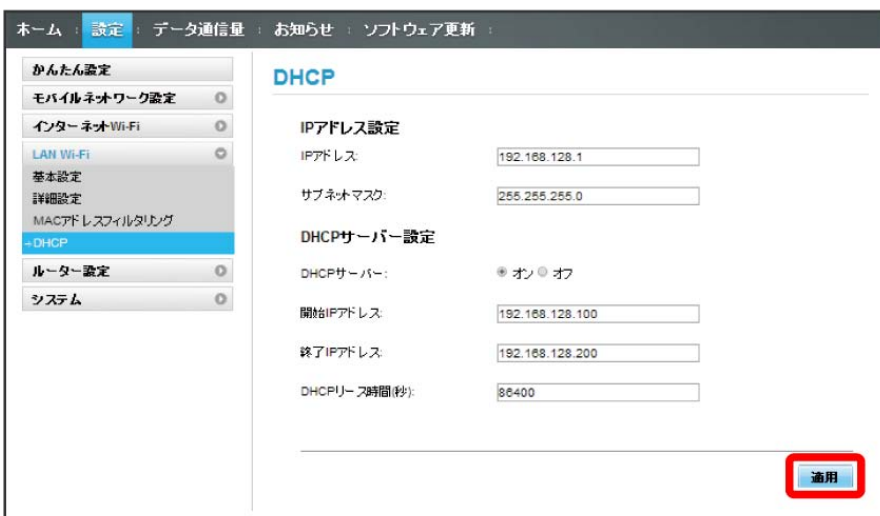 ホーム : 設定 : データ通信量 : お知らせ : ソフトウェア更新 :
かんたん設定
モバイルネットワーク設定
インターネットWi-Fi
LAN Wi-Fi
基本設定
詳細設定
MACアドレスフィルタリング
→DHCP
ルーター設定
システム
DHCP
IPアドレス設定
IPアドレス: 192.168.128.1
サブネットマスク: 255.255.255.0
DHCPサーバー設定
DHCPサーバー: オン オフ
開始IPアドレス: 192.168.128.100
終了IPアドレス: 192.168.128.200
DHCPリース時間(秒): 86400
適用